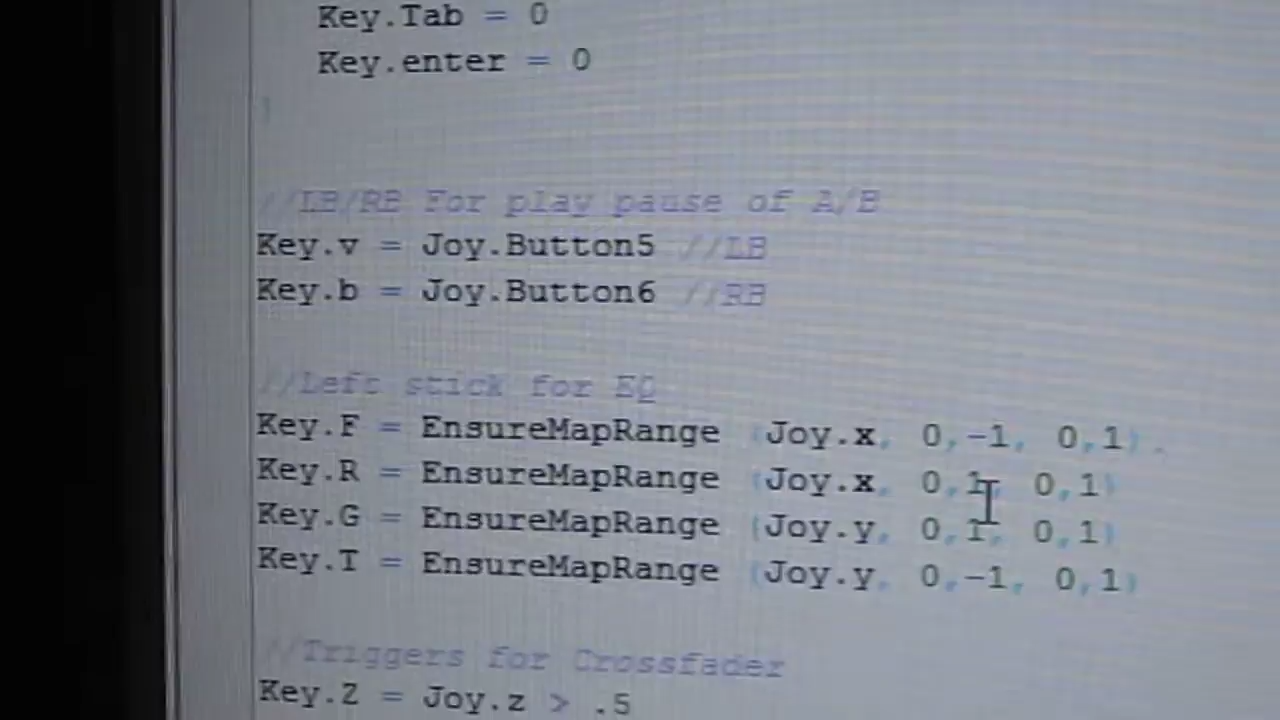 Key.Tab = 0
Key.enter = 0
}
//LB/RB For play pause of A/B
Key.v = Joy.Button5 //LB
Key.b = Joy.Button6 //RB
//Left stick for EQ
Key.F = EnsureMapRange (Joy.x, 0,-1, 0,1)
Key.R = EnsureMapRange (Joy.x, 0,1, 0,1)
Key.G = EnsureMapRange (Joy.y, 0,1, 0,1)
Key.T = EnsureMapRange (Joy.y, 0,-1, 0,1)
//Triggers for Crossfader
Key.Z = Joy.z > .5